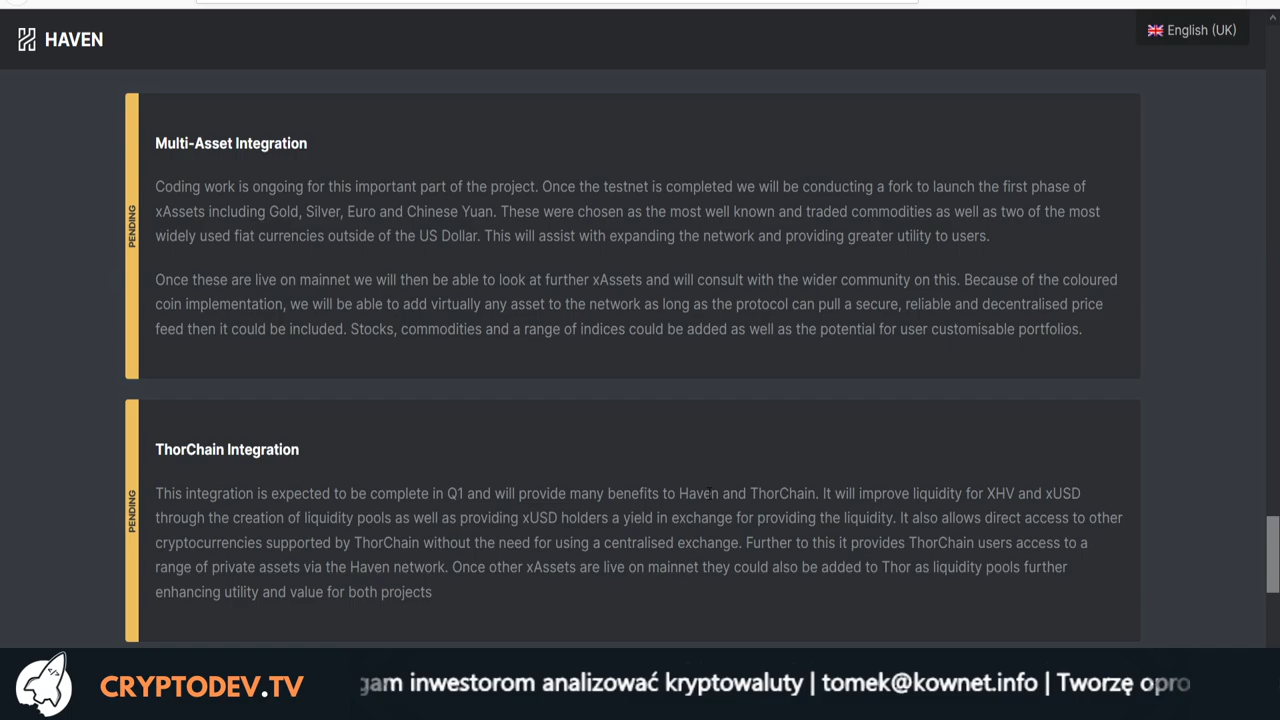 HAVEN
English (UK)
Multi-Asset Integration
Coding work is ongoing for this important part of the project. Once the testnet is completed we will be conducting a fork to launch the first phase of
xAssets including Gold, Silver, Euro and Chinese Yuan. These were chosen as the most well known and traded commodities as well as two of the most
widely used fiat currencies outside of the US Dollar. This will assist with expanding the network and providing greater utility to users.
PENDING
Once these are live on mainnet we will then be able to look at further xAssets and will consult with the wider community on this. Because of the coloured
coin implementation, we will be able to add virtually any asset to the network as long as the protocol can pull a secure, reliable and decentralised price
feed then it could be included. Stocks, commodities and a range of indices could be added as well as the potential for user customisable portfolios.
ThorChain Integration
This integration is expected to be complete in Q1 and will provide many benefits to Haven and ThorChain. It will improve liquidity for XHV and xUSD
through the creation of liquidity pools as well as providing xUSD holders a yield in exchange for providing the liquidity. It also allows direct access to other
PENDING
cryptocurrencies supported by ThorChain without the need for using a centralised exchange. Further to this it provides ThorChain users access to a
range of private assets via the Haven network. Once other xAssets are live on mainnet they could also be added to Thor as liquidity pools further
enhancing utility and value for both projects
CRYPTODEV.TV
gam inwestorom analizować kryptowaluty | tomek@kownet.info | Tworzę opro